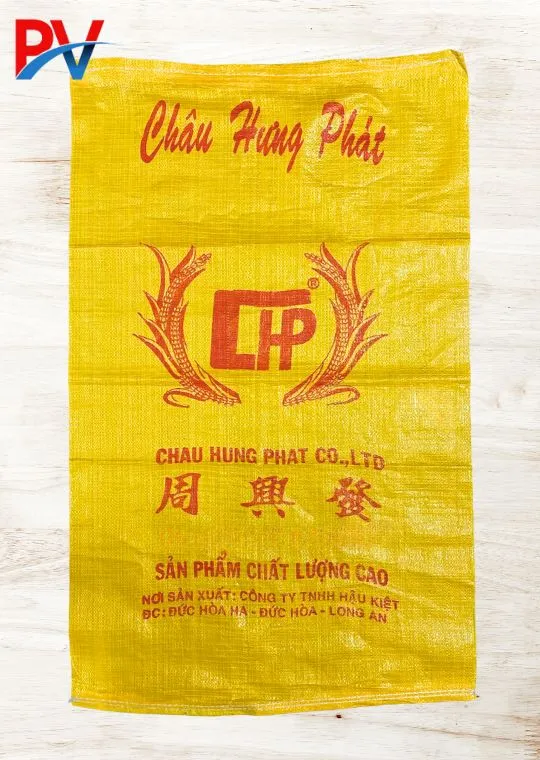 PV
Châu Hưng Phát
CHP®
CHAU HUNG PHAT CO.,LTD
周興發
SẢN PHẨM CHẤT LƯỢNG CAO
NƠI SẢN XUẤT: CÔNG TY TNHH HẬU KIỆT
ĐC: ĐỨC HÒA HẠ - ĐỨC HÒA - LONG AN